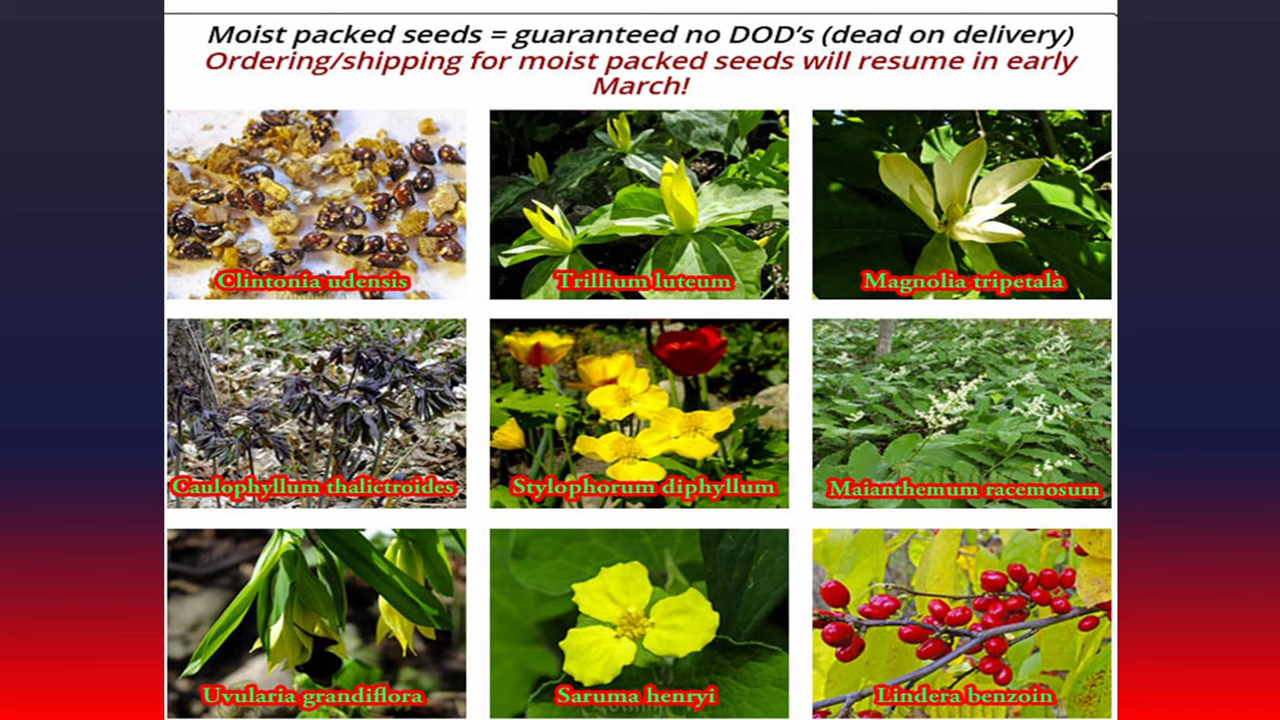 Moist packed seeds = guaranteed no DOD's (dead on delivery)
Ordering/shipping for moist packed seeds will resume in early
March!
Clintonia udensis
Trillium luteum
Magnolia tripetala
Caulophyllum thalictroides
Stylophorum diphyllum
Maianthemum racemosum
Uvularia grandiflora
Saruma henryi
Lindera benzoin